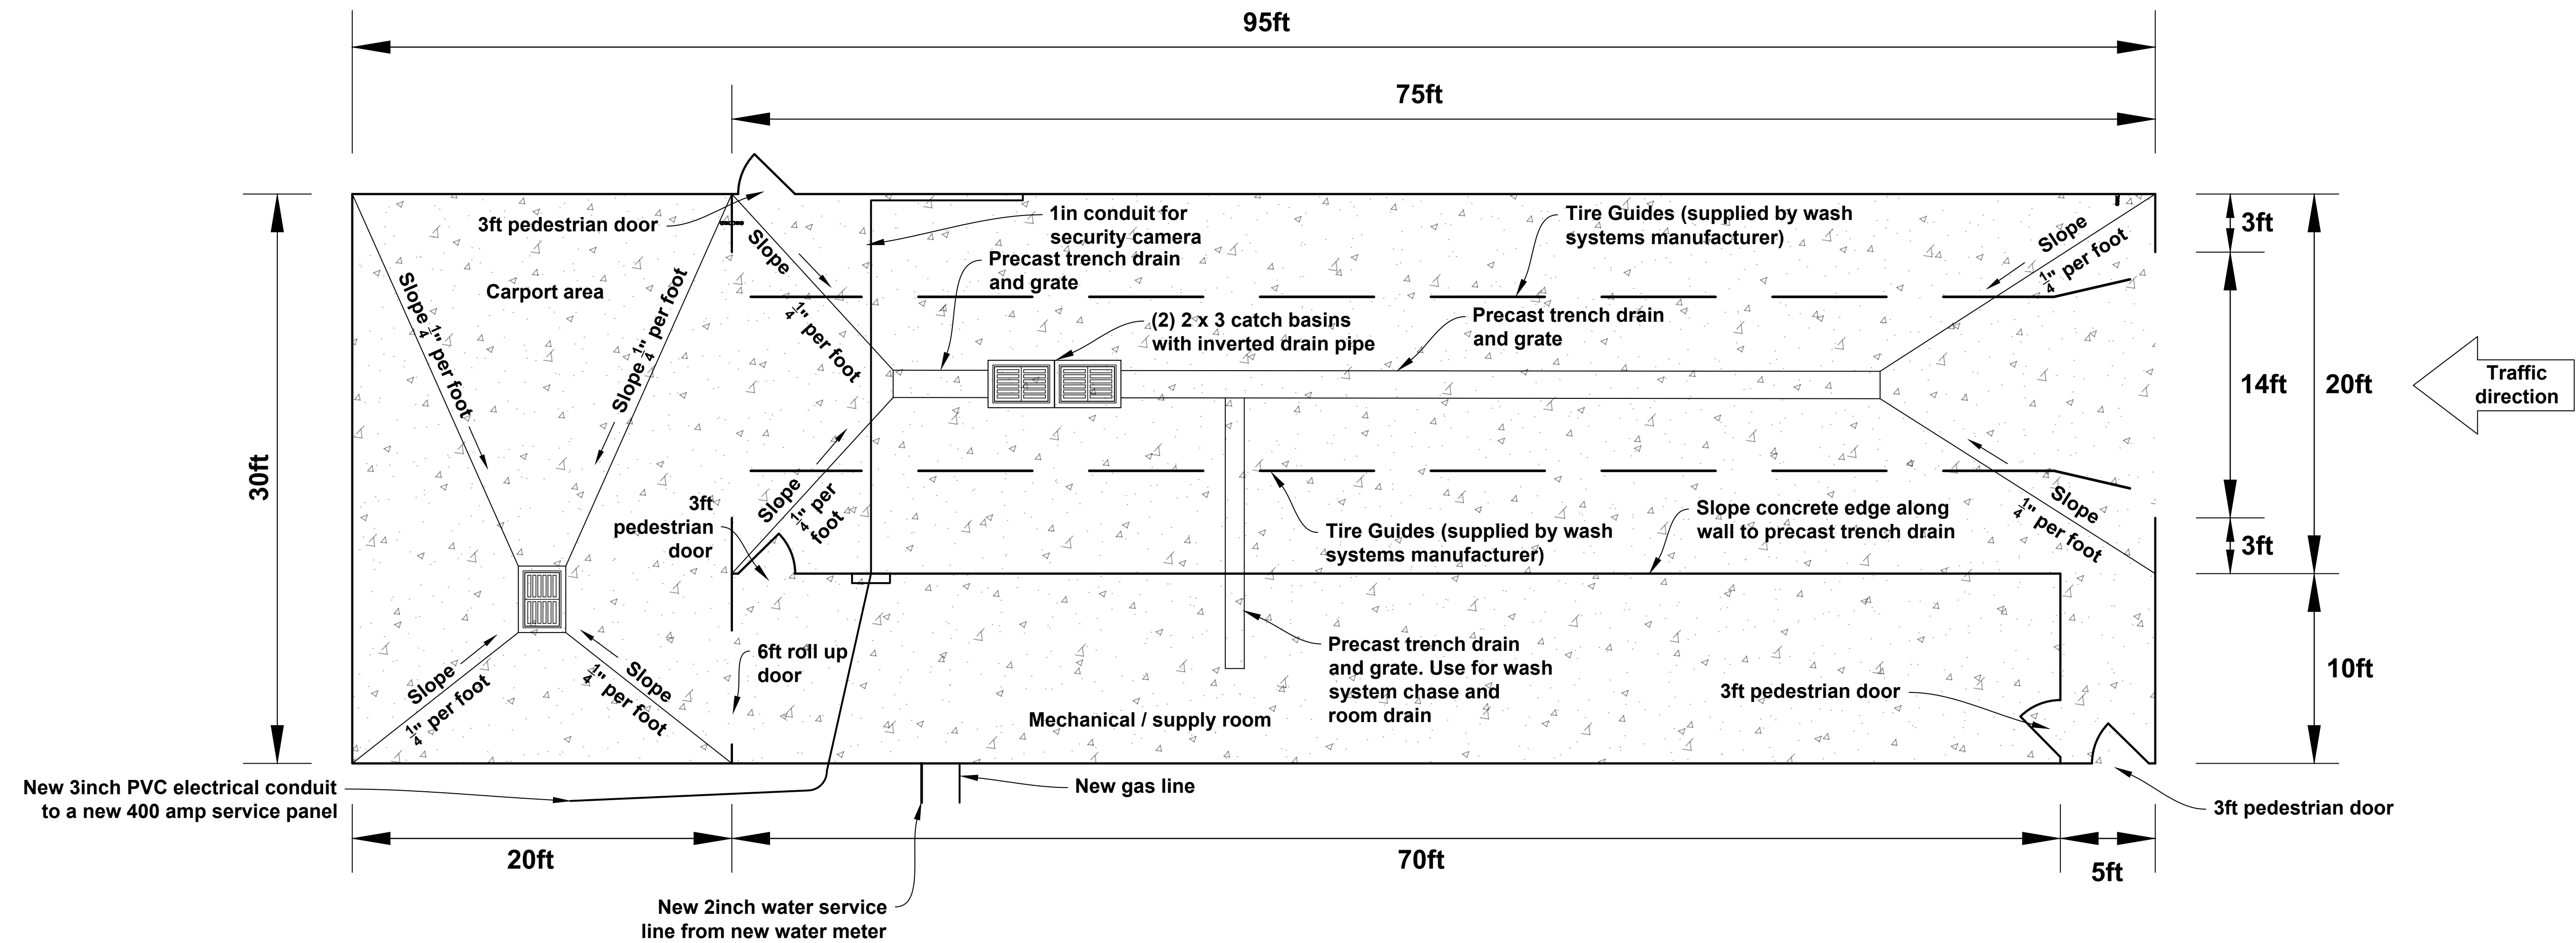 95ft
75ft
3ft pedestrian door
Carport area
Slope 1/4" per foot
Slope 1/4" per foot
Slope
1/4" per foot
1in conduit for
security camera
Precast trench drain
and grate
(2) 2 x 3 catch basins
with inverted drain pipe
Tire Guides (supplied by wash
systems manufacturer)
Precast trench drain
and grate
Slope
1/4" per foot
3ft
14ft
20ft
Traffic
direction
30ft
3ft
pedestrian
door
Slope
1/4" per
foot
Tire Guides (supplied by wash
systems manufacturer)
Slope concrete edge along
wall to precast trench drain
Slope
1/4" per foot
3ft
Slope
1/4" per foot
Slope
1/4" per foot
6ft roll up
door
Mechanical / supply room
Precast trench drain
and grate. Use for wash
system chase and
room drain
3ft pedestrian door
10ft
New 3inch PVC electrical conduit
to a new 400 amp service panel
New gas line
3ft pedestrian door
20ft
70ft
5ft
New 2inch water service
line from new water meter